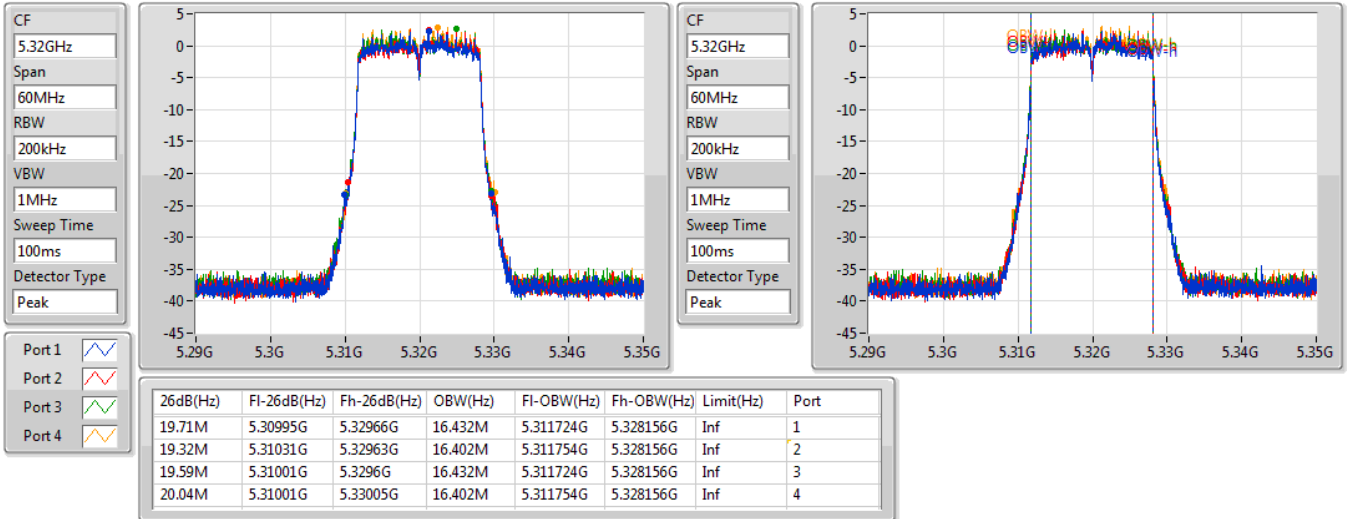 CF
5.32GHz
Span
60MHz
RBW
200kHz
VBW
1MHz
Sweep Time
100ms
Detector Type
Peak
5
0
-5
-10
-15
-20
-25
-30
-35
-40
-45
5.29G 5.3G 5.31G 5.32G 5.33G 5.34G 5.35G
CF
5.32GHz
Span
60MHz
RBW
200kHz
VBW
1MHz
Sweep Time
100ms
Detector Type
Peak
5
0
-5
-10
-15
-20
-25
-30
-35
-40
-45
5.29G 5.3G 5.31G 5.32G 5.33G 5.34G 5.35G
Port 1
Port 2
Port 3
Port 4
26dB(Hz) Fl-26dB(Hz) Fh-26dB(Hz) OBW(Hz) Fl-OBW(Hz) Fh-OBW(Hz) Limit(Hz) Port
19.71M 5.30995G 5.32966G 16.432M 5.311724G 5.328156G Inf 1
19.32M 5.31031G 5.32963G 16.402M 5.311754G 5.328156G Inf 2
19.59M 5.31001G 5.3296G 16.432M 5.311724G 5.328156G Inf 3
20.04M 5.31001G 5.33005G 16.402M 5.311754G 5.328156G Inf 4